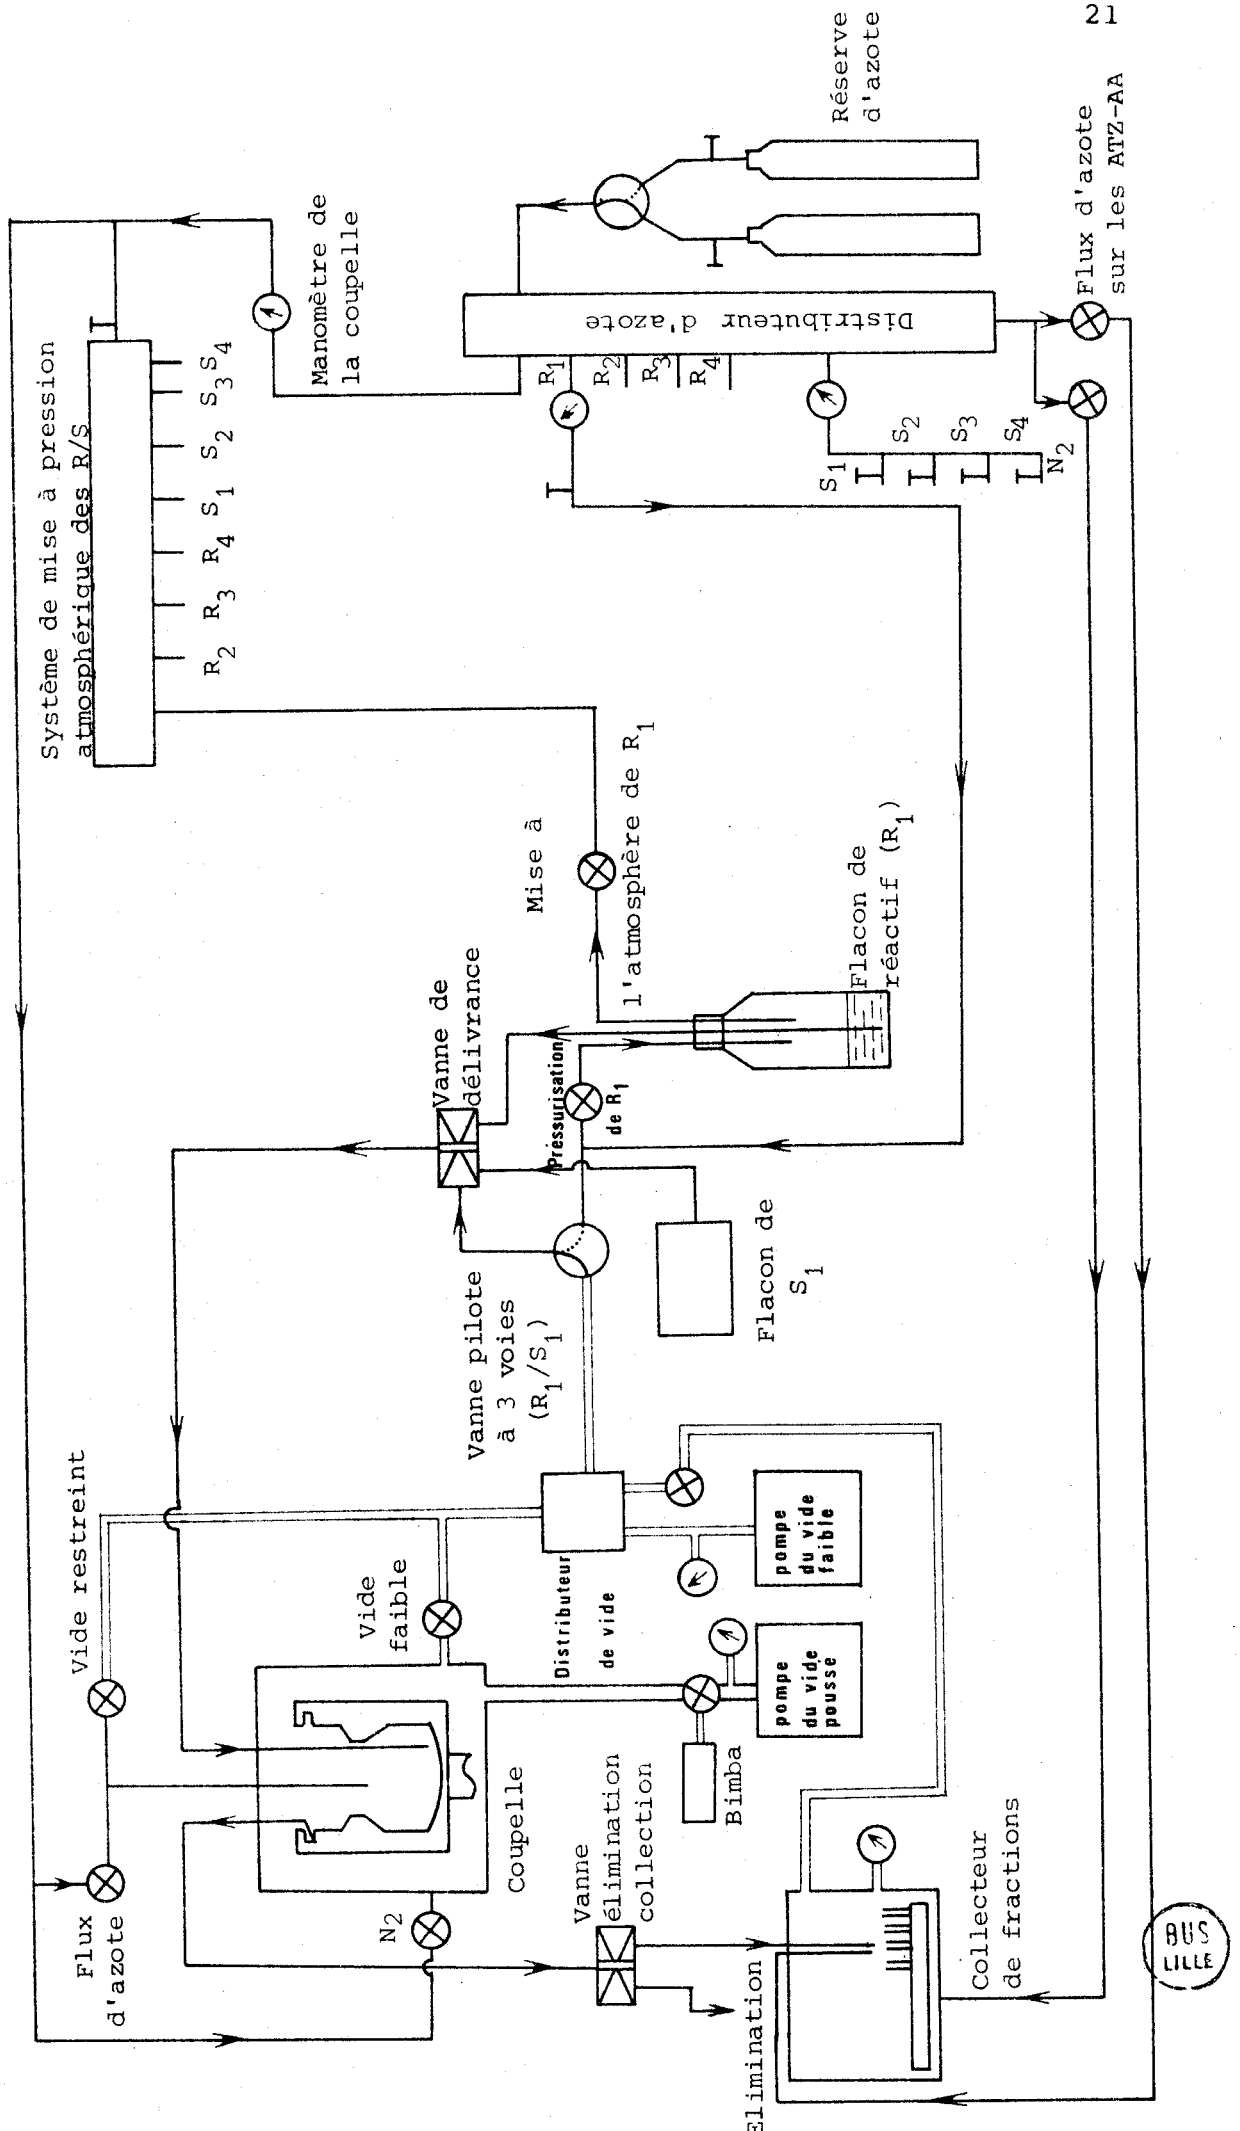 21
Réserve
d'azote
Flux d'azote
sur les ATZ-AA
Manomètre de
la coupelle
Système de mise à pression
atmosphérique des R/S
R2
R3
R4
S1
S2
S3
S4
Distributeur d'azote
R1
R2
R3
R4
S1
S2
S3
S4
N2
Mise à
l'atmosphère de R1
Flacon de
réactif (R1)
Vanne de
délivrance
Pressurisation
de R1
Vanne pilote
à 3 voies
(R1/S1)
Flacon de
S1
Vide restreint
Vide
faible
Distributeur
de vide
pompe
du vide
faible
pompe
du vide
pousse
Bimba
Coupelle
Flux
d'azote
N2
Vanne
élimination
collection
Elimination
Collecteur
de fractions
BUS
LILLE